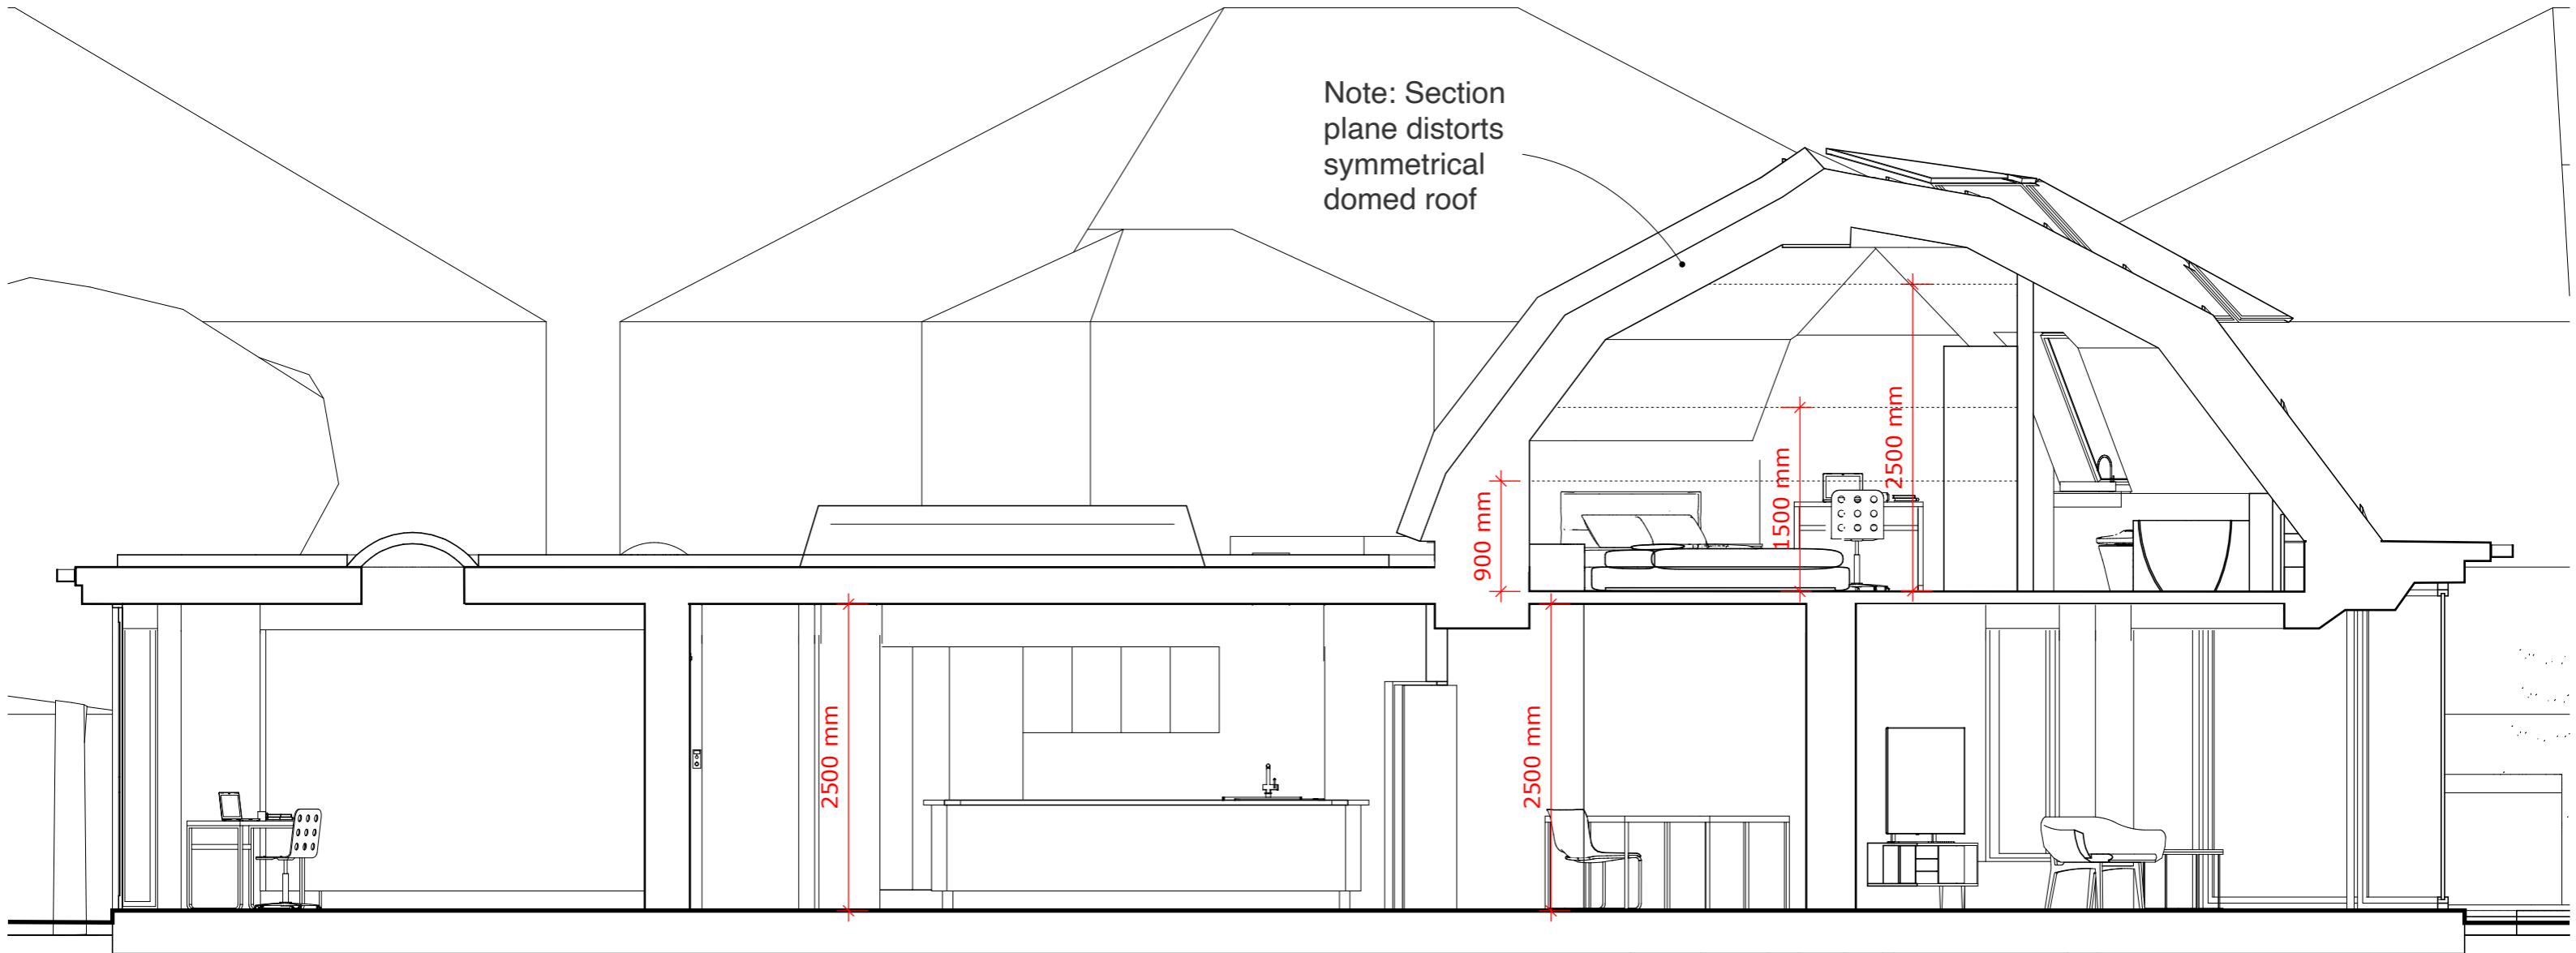 Note: Section
plane distorts
symmetrical
domed roof
2500 mm
1500 mm
900 mm
2500 mm
2500 mm